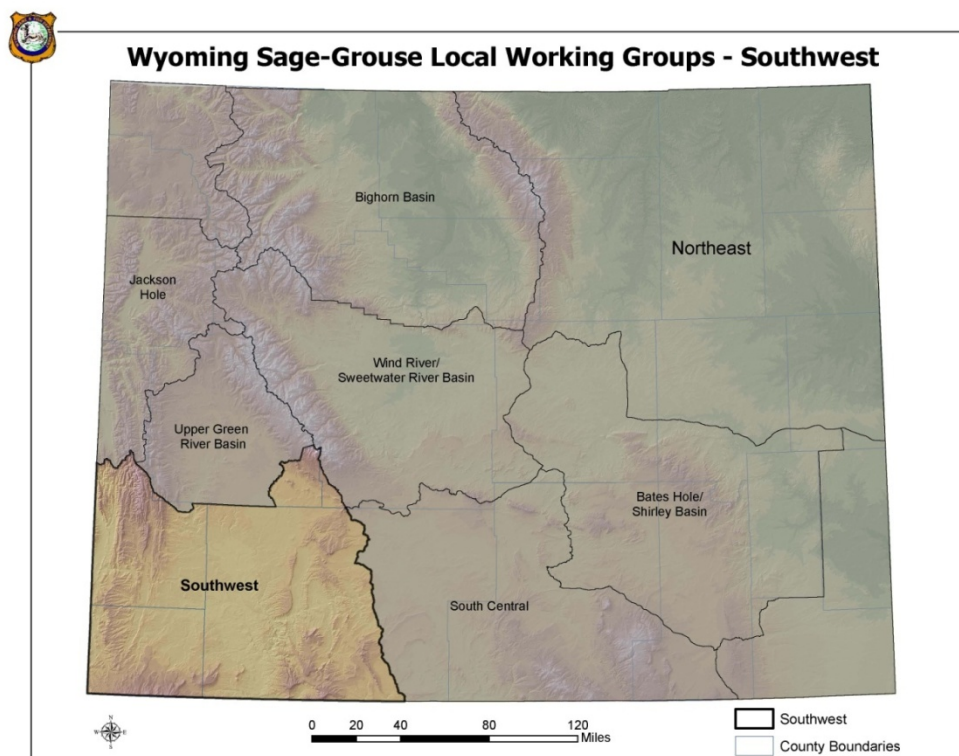 Wyoming Sage-Grouse Local Working Groups - Southwest
Bighorn Basin
Northeast
Jackson
Hole
Wind River/
Sweetwater River Basin
Upper Green
River Basin
Bates Hole/
Shirley Basin
Southwest
South Central
N
W
E
S
0 20 40 80 120
Miles
Southwest
County Boundaries